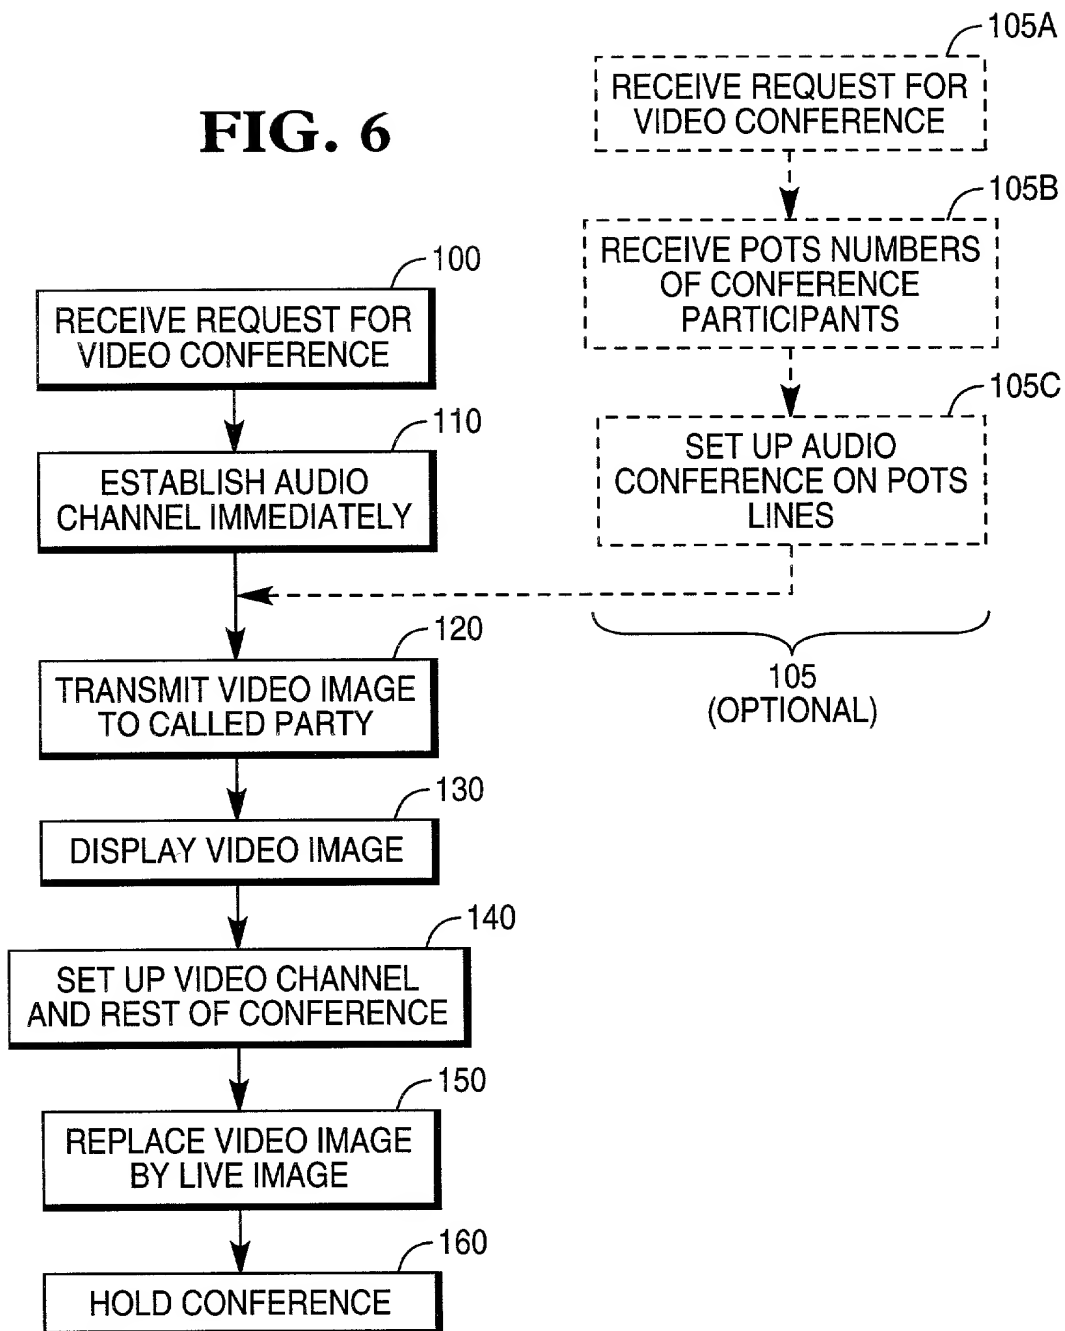 FIG. 6
105A
RECEIVE REQUEST FOR
VIDEO CONFERENCE
105B
RECEIVE POTS NUMBERS
OF CONFERENCE
PARTICIPANTS
105C
SET UP AUDIO
CONFERENCE ON POTS
LINES
105
(OPTIONAL)
100
RECEIVE REQUEST FOR
VIDEO CONFERENCE
110
ESTABLISH AUDIO
CHANNEL IMMEDIATELY
120
TRANSMIT VIDEO IMAGE
TO CALLED PARTY
130
DISPLAY VIDEO IMAGE
140
SET UP VIDEO CHANNEL
AND REST OF CONFERENCE
150
REPLACE VIDEO IMAGE
BY LIVE IMAGE
160
HOLD CONFERENCE